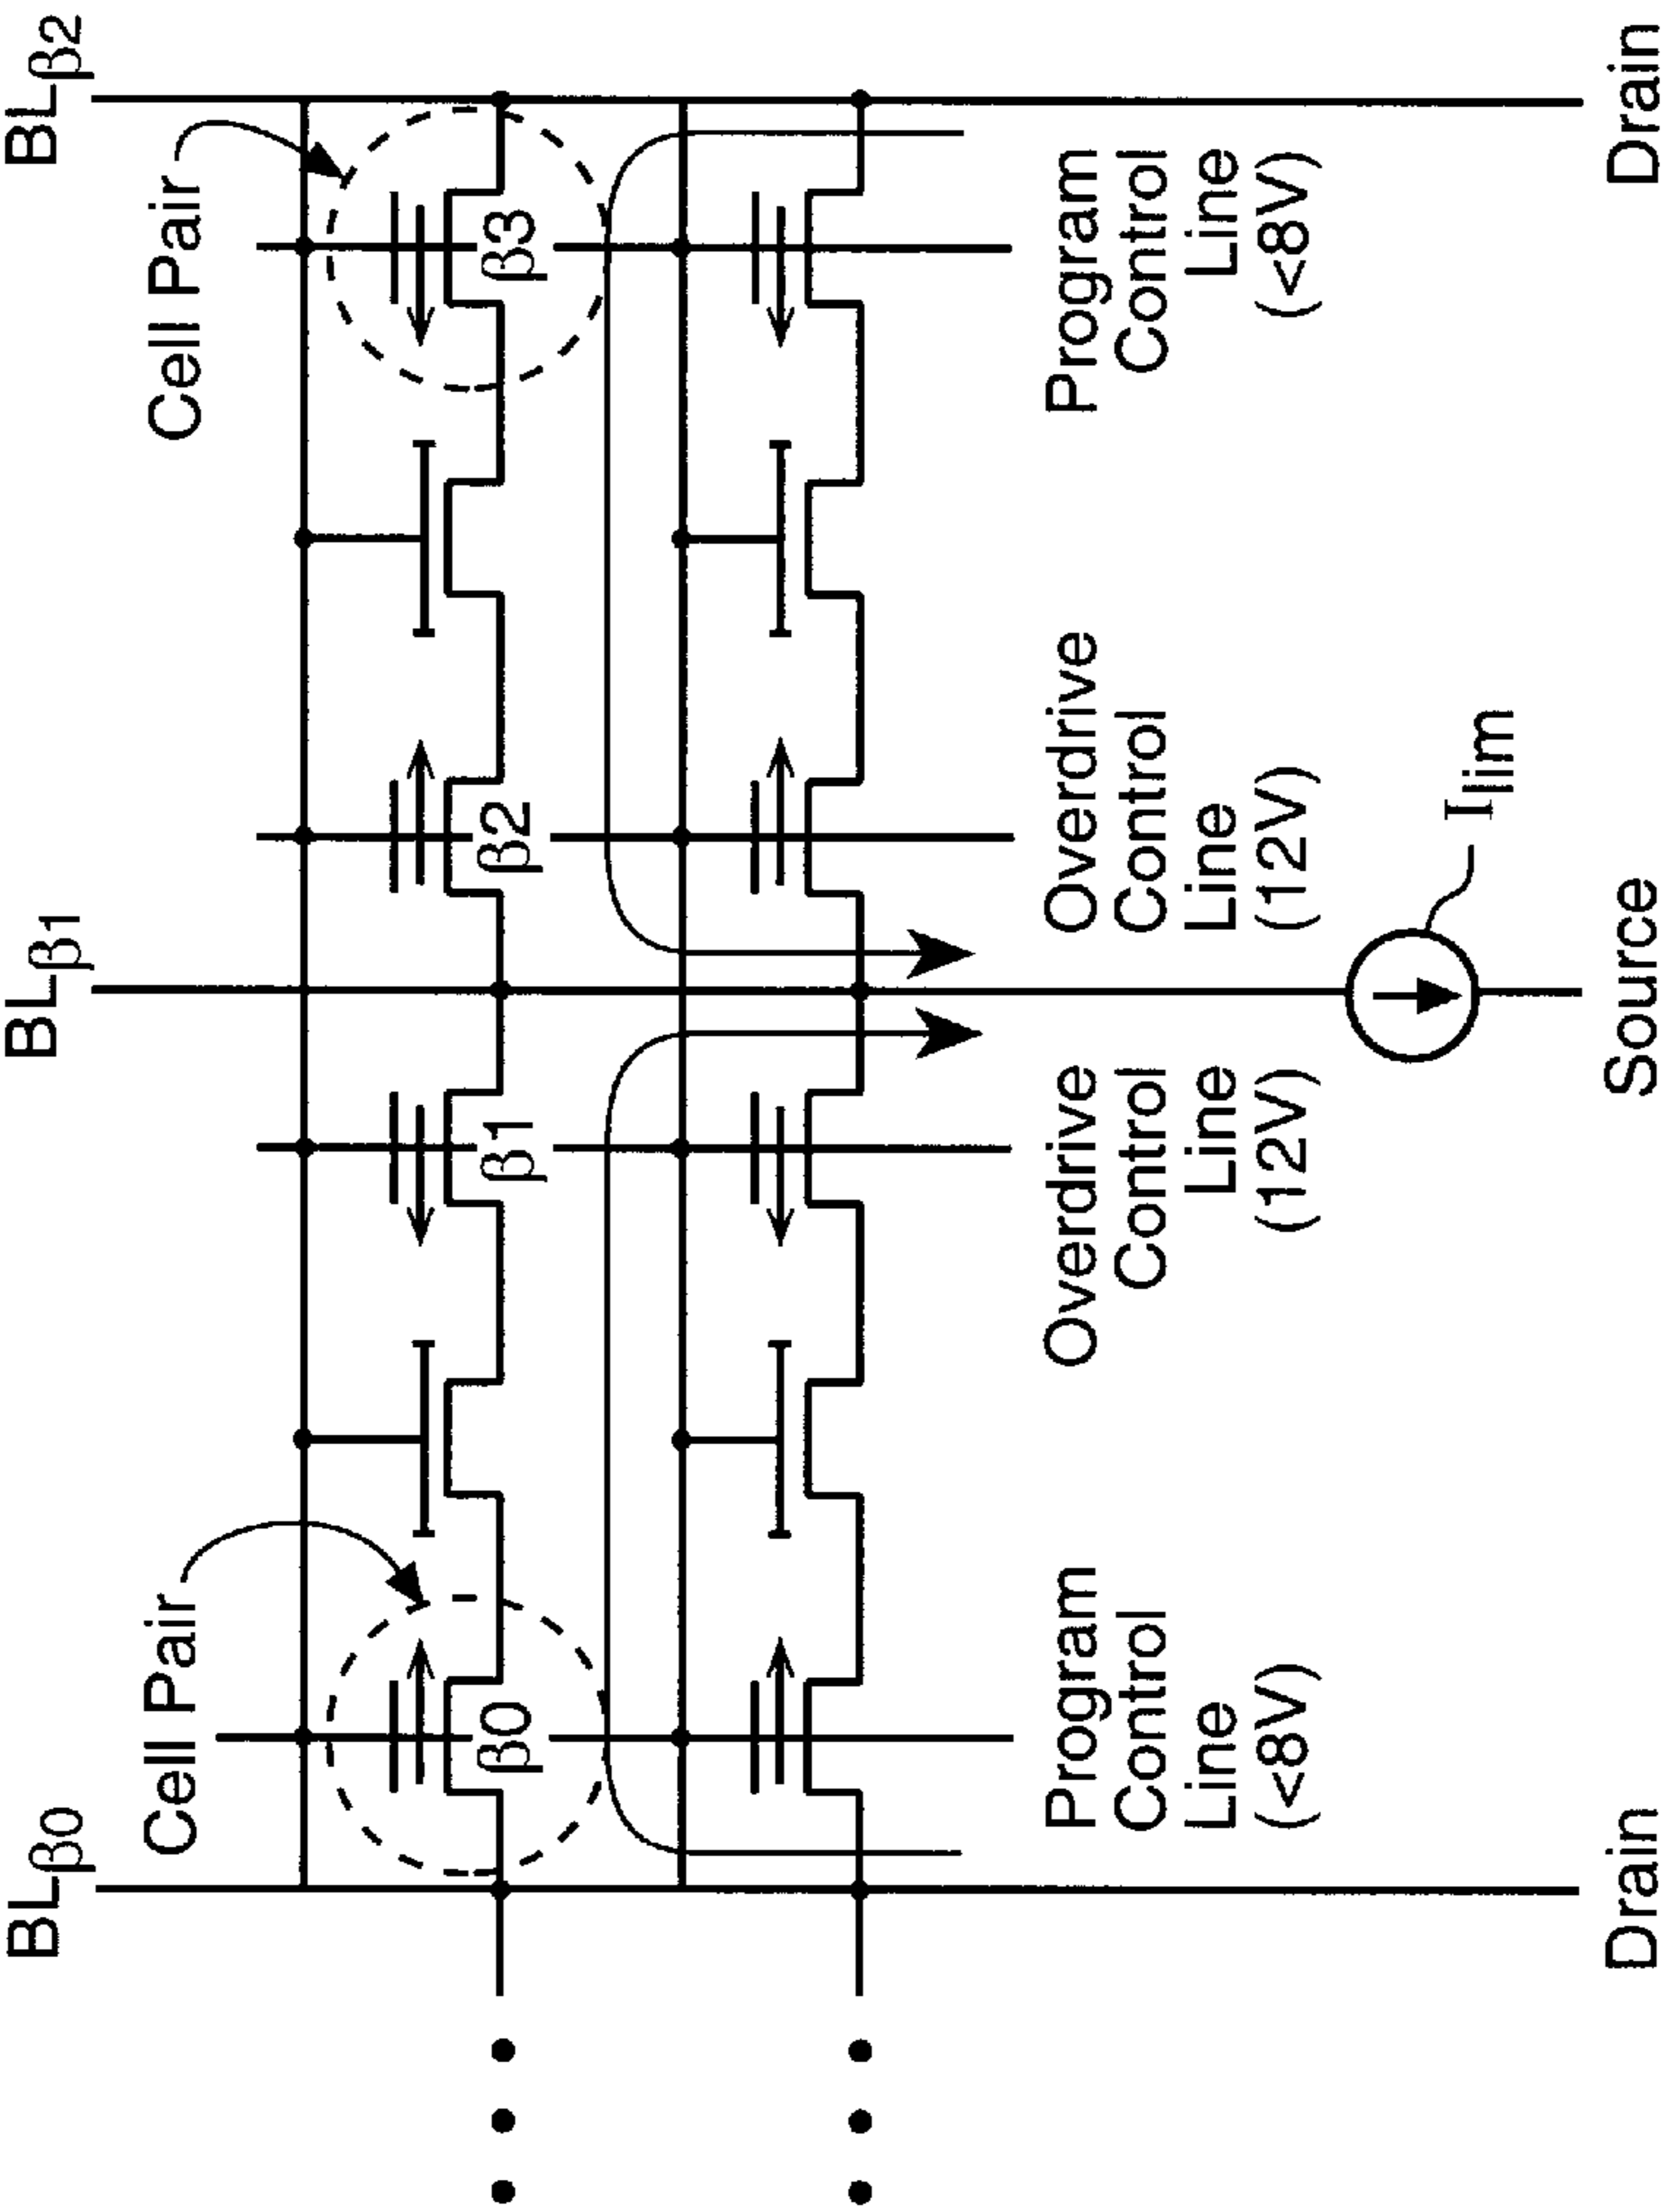 BLβ0
BLβ1
BLβ2
Cell Pair
Cell Pair
β0
β1
β2
β3
Program
Control
Line
(<8V)
Overdrive
Control
Line
(12V)
Overdrive
Control
Line
(12V)
Program
Control
Line
(<8V)
Ilim
Drain
Source
Drain